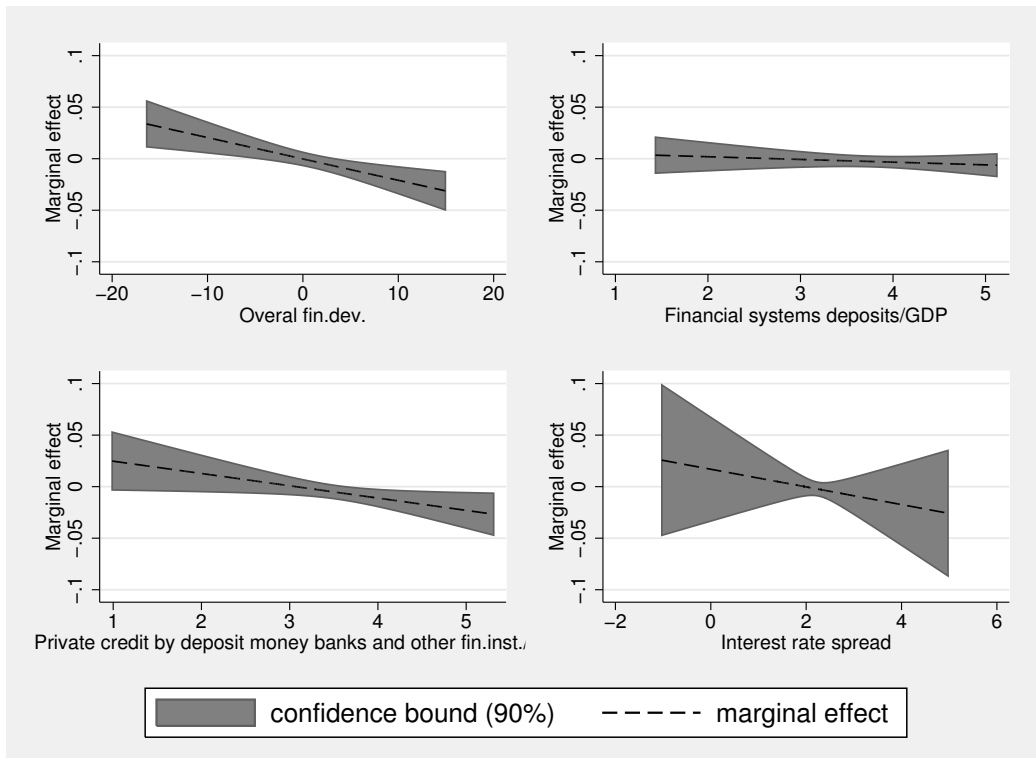 .1
.05
0
−.05
−.1
Marginal effect
−20 −10 0 10 20
Overal fin.dev.
.1
.05
0
−.05
−.1
Marginal effect
1 2 3 4 5
Financial systems deposits/GDP
.1
.05
0
−.05
−.1
Marginal effect
1 2 3 4 5
Private credit by deposit money banks and other fin.inst./
.1
.05
0
−.05
−.1
Marginal effect
−2 0 2 4 6
Interest rate spread
confidence bound (90%) marginal effect